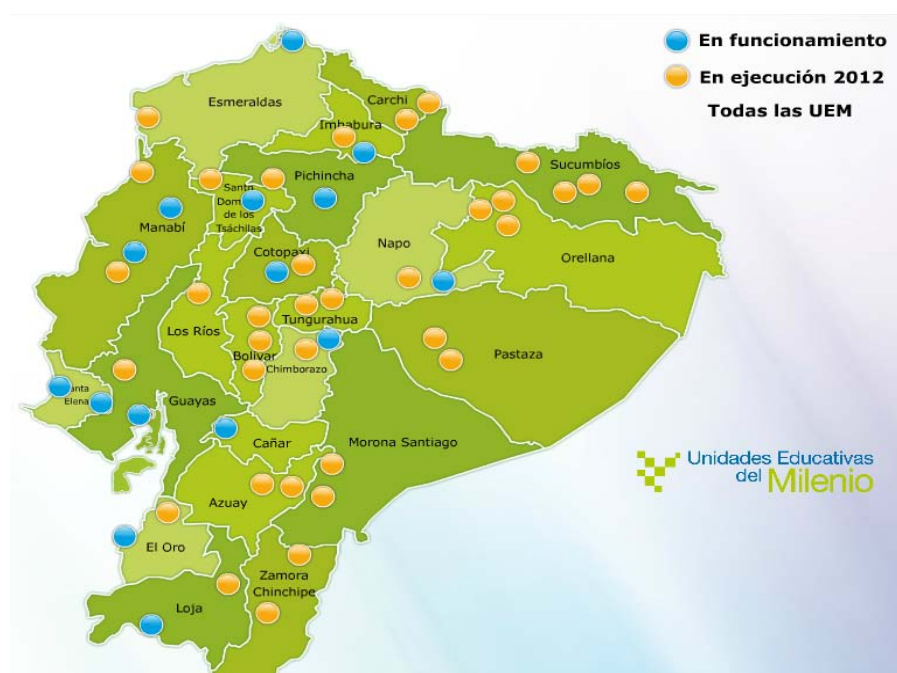 En funcionamiento
En ejecución 2012
Todas las UEM
Esmeraldas
Carchi
Imbabura
Sucumbíos
Pichincha
Santo
Domingo
de los
Tsáchilas
Manabí
Napo
Cotopaxi
Orellana
Los Ríos
Tungurahua
Bolivar
Chimborazo
Pastaza
Santa
Elena
Guayas
Cañar
Morona Santiago
Azuay
El Oro
Zamora
Chinchipe
Loja
Unidades Educativas
del Milenio